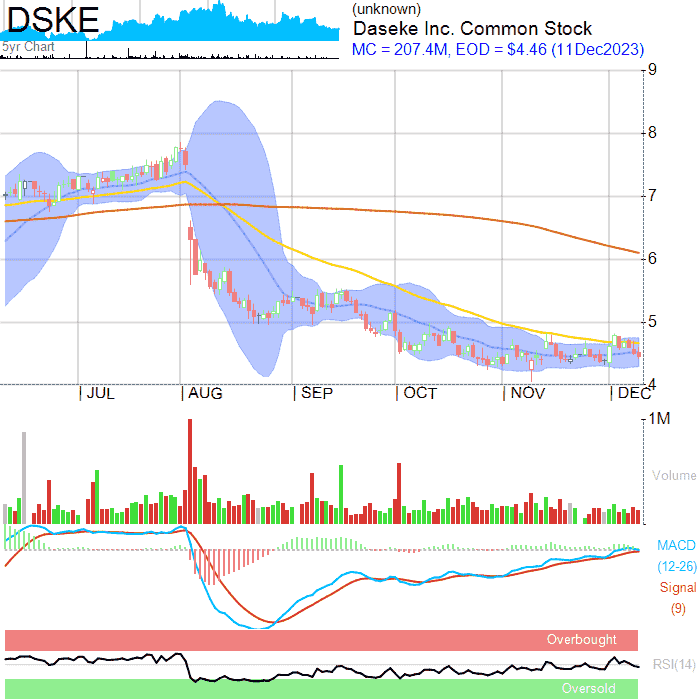 DSKE
5yr Chart
(unknown)
Daseke Inc. Common Stock
MC = 207.4M, EOD = $4.46 (11Dec2023)
9
8
7
6
5
4
JUL AUG SEP OCT NOV DEC
1M
Volume
MACD
(12-26)
Signal
(9)
Overbought
RSI(14)
Oversold